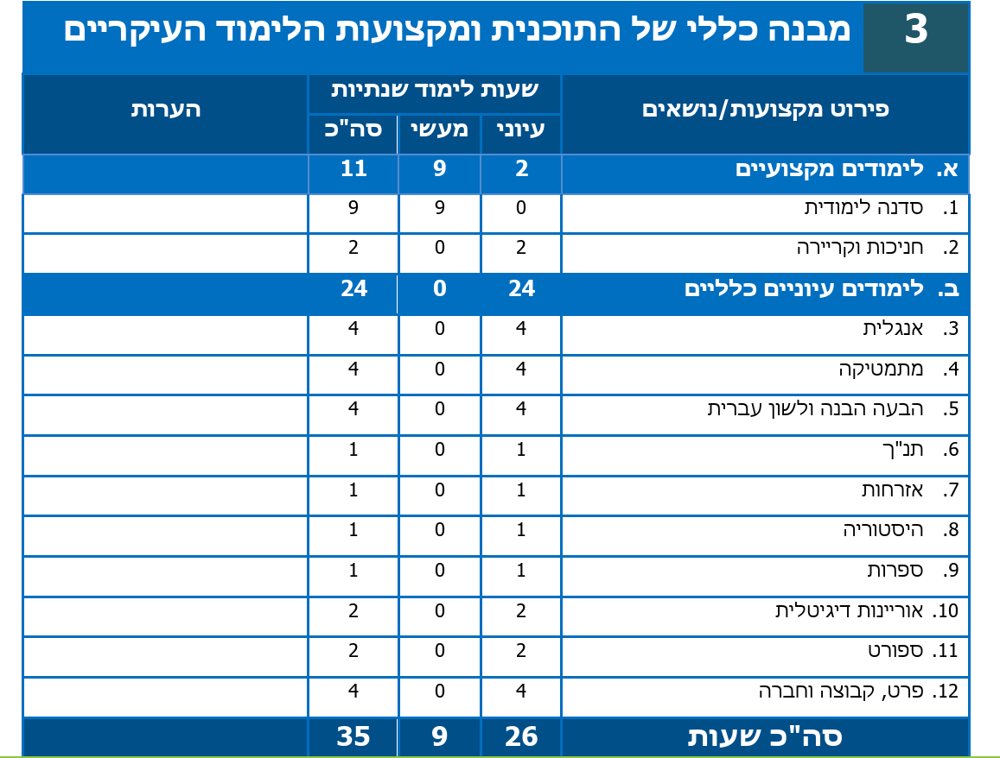 3 מבנה כללי של התוכנית ומקצועות הלימוד העיקריים
פירוט מקצועות/נושאים שעות לימוד שנתיות הערות
עיוני מעשי סה"כ
א. לימודים מקצועיים 2 9 11
1. סדנה לימודית 0 9 9
2. חניכות וקריירה 2 0 2
ב. לימודים עיוניים כלליים 24 0 24
3. אנגלית 4 0 4
4. מתמטיקה 4 0 4
5. הבעה הבנה ולשון עברית 4 0 4
6. תנ"ך 1 0 1
7. אזרחות 1 0 1
8. היסטוריה 1 0 1
9. ספרות 1 0 1
10. אוריינות דיגיטלית 2 0 2
11. ספורט 2 0 2
12. פרט, קבוצה וחברה 4 0 4
סה"כ שעות 26 9 35